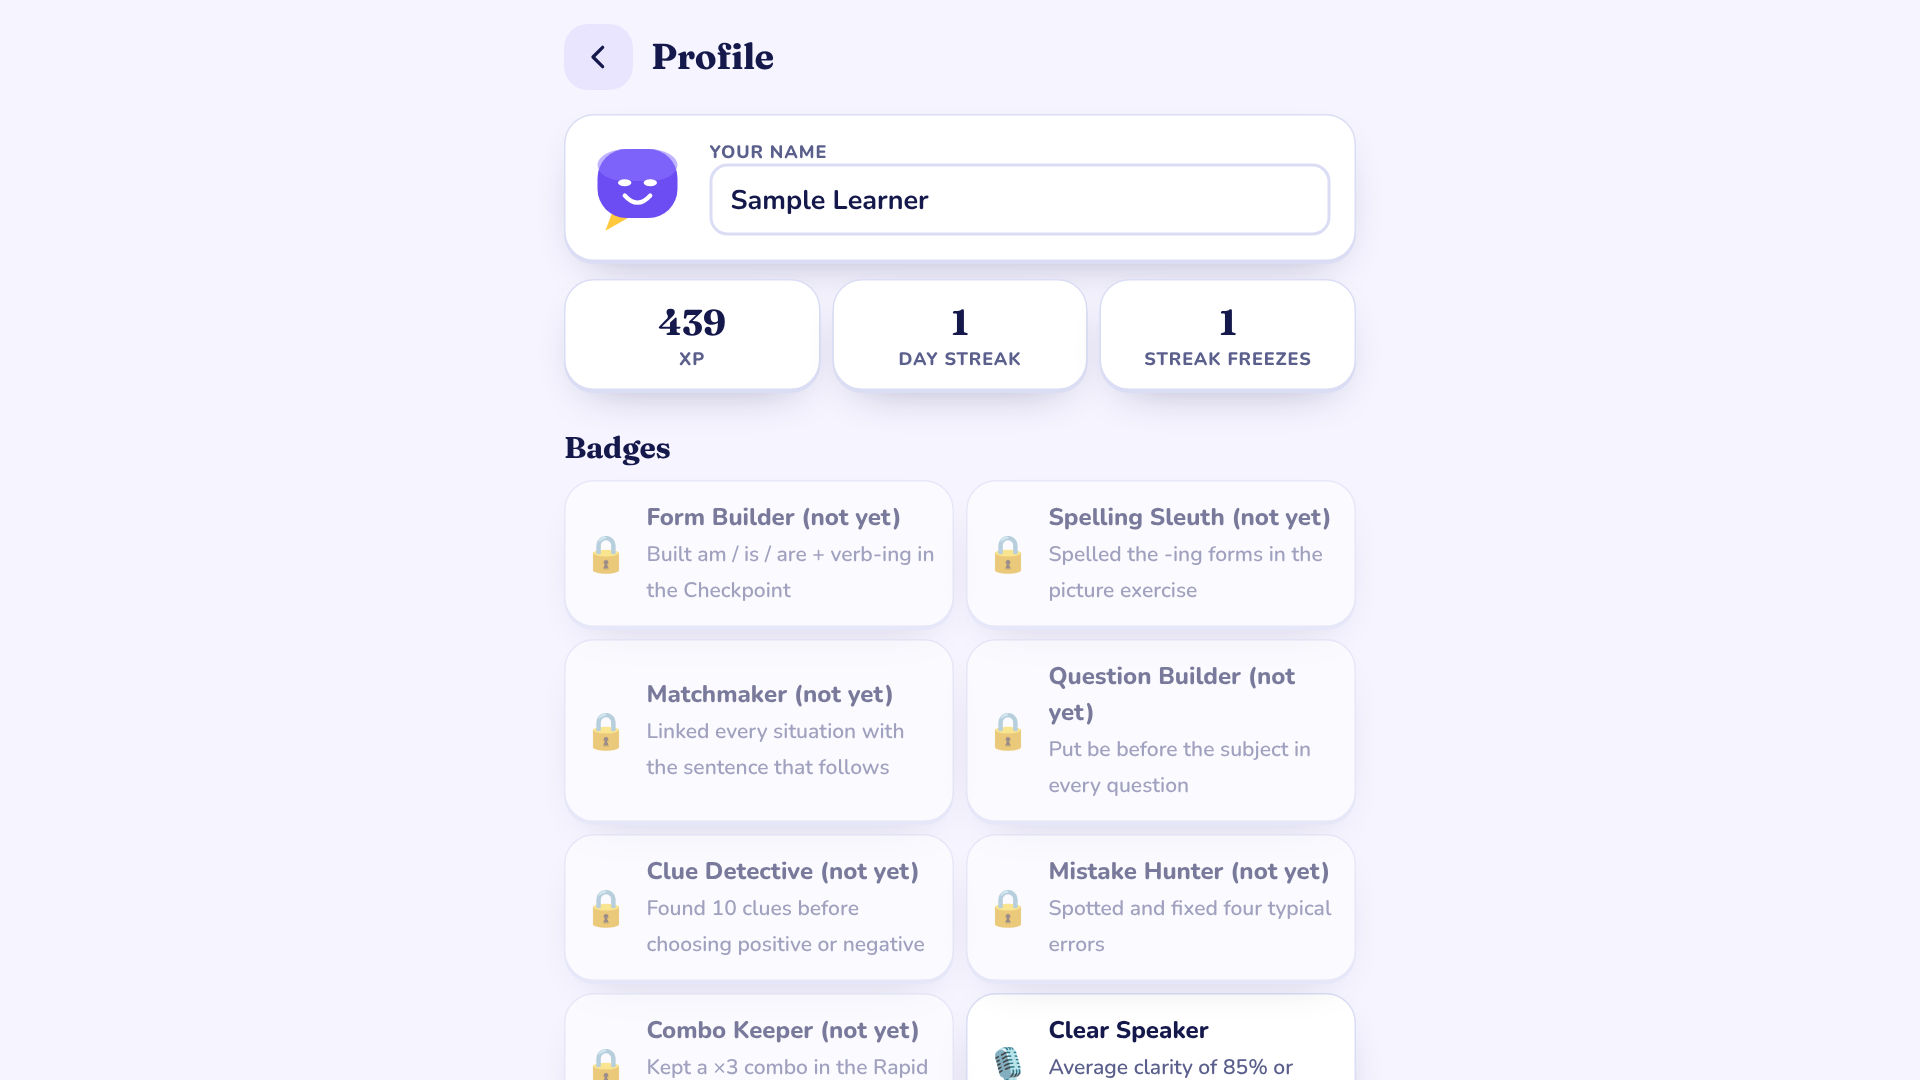 Profile
YOUR NAME
Sample Learner
439
XP
1
DAY STREAK
1
STREAK FREEZES
Badges
Form Builder (not yet)
Built am / is / are + verb-ing in
the Checkpoint
Spelling Sleuth (not yet)
Spelled the -ing forms in the
picture exercise
Matchmaker (not yet)
Linked every situation with
the sentence that follows
Question Builder (not
yet)
Put be before the subject in
every question
Clue Detective (not yet)
Found 10 clues before
choosing positive or negative
Mistake Hunter (not yet)
Spotted and fixed four typical
errors
Combo Keeper (not yet)
Kept a ×3 combo in the Rapid
Clear Speaker
Average clarity of 85% or